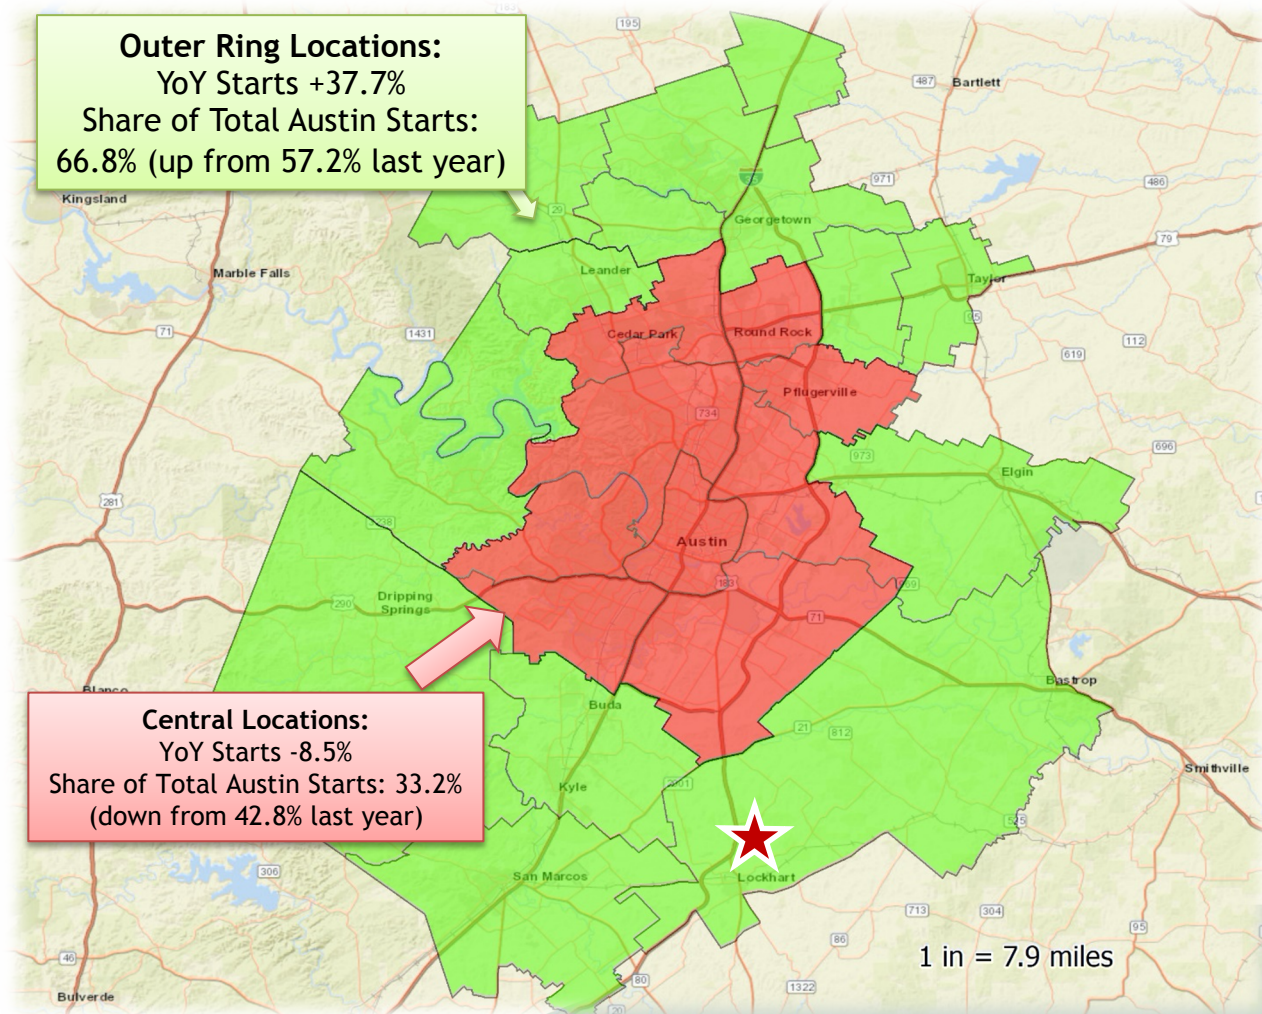 Outer Ring Locations:
YoY Starts +37.7%
Share of Total Austin Starts:
66.8% (up from 57.2% last year)
195
487
Bartlett
971
486
Kingsland
29
Georgetown
79
Marble Falls
Leander
Taylor
95
71
1431
Cedar Park
Round Rock
112
619
Pflugerville
734
696
973
Elgin
281
Austin
183
290
Dripping
Springs
71
Blanco
Bastrop
Buda
21
812
Central Locations:
YoY Starts -8.5%
Share of Total Austin Starts: 33.2%
(down from 42.8% last year)
Smithville
Kyle
2001
306
San Marcos
Lockhart
713
304
95
86
46
1 in = 7.9 miles
80
1322
Bulverde
20